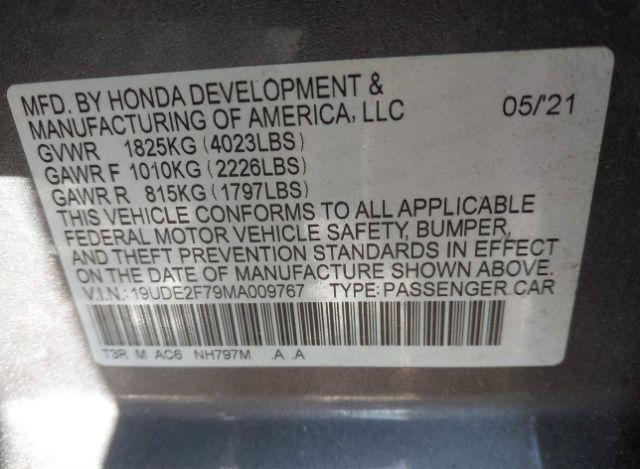 MFD. BY HONDA DEVELOPMENT &
MANUFACTURING OF AMERICA, LLC 05/'21
GVWR 1825KG (4023LBS)
GAWR F 1010KG (2226LBS)
GAWR R 815KG (1797LBS)
THIS VEHICLE CONFORMS TO ALL APPLICABLE
FEDERAL MOTOR VEHICLE SAFETY, BUMPER,
AND THEFT PREVENTION STANDARDS IN EFFECT
ON THE DATE OF MANUFACTURE SHOWN ABOVE.
V.I.N.: 19UDE2F79MA009767 TYPE: PASSENGER CAR
T3R M AC6 NH797M .A .A